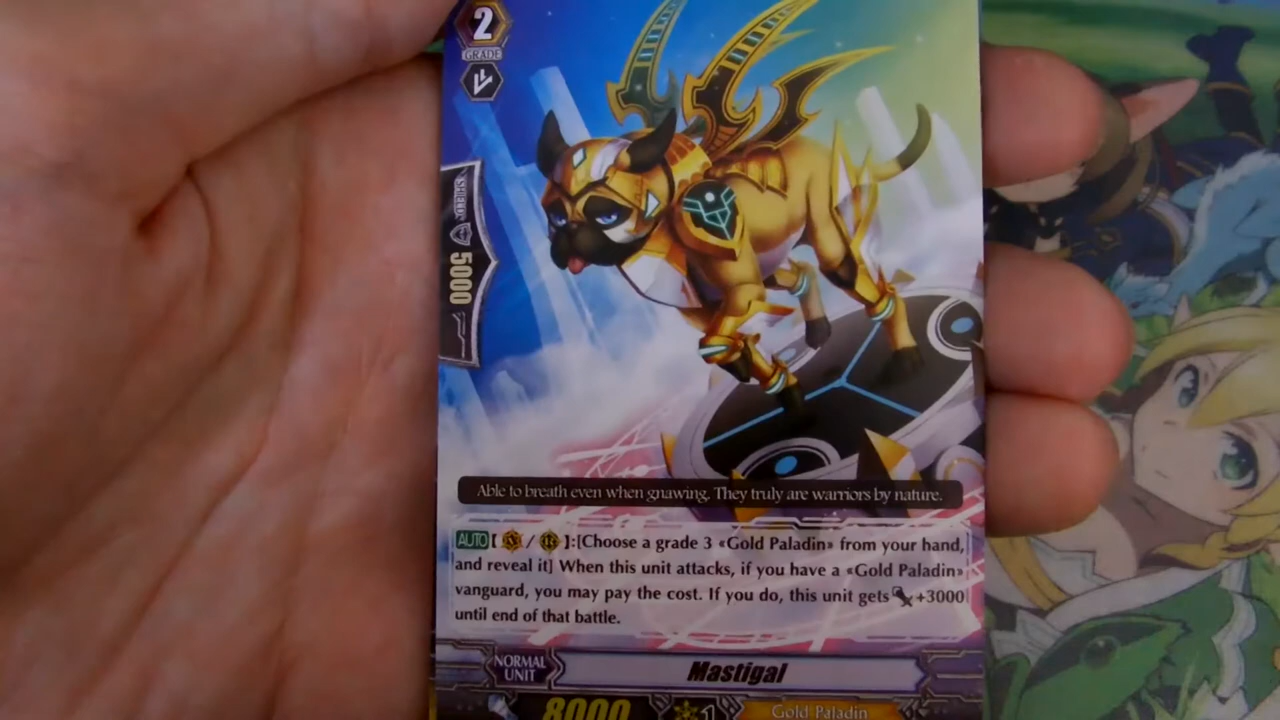 2
GRADE
SHIELD
5000
Able to breath even when gnawing. They truly are warriors by nature.
AUTO [ V / R ]:[Choose a grade 3 «Gold Paladin» from your hand,
and reveal it] When this unit attacks, if you have a «Gold Paladin»
vanguard, you may pay the cost. If you do, this unit gets +3000
until end of that battle.
NORMAL
UNIT
Mastigal
8000
1
Gold Paladin